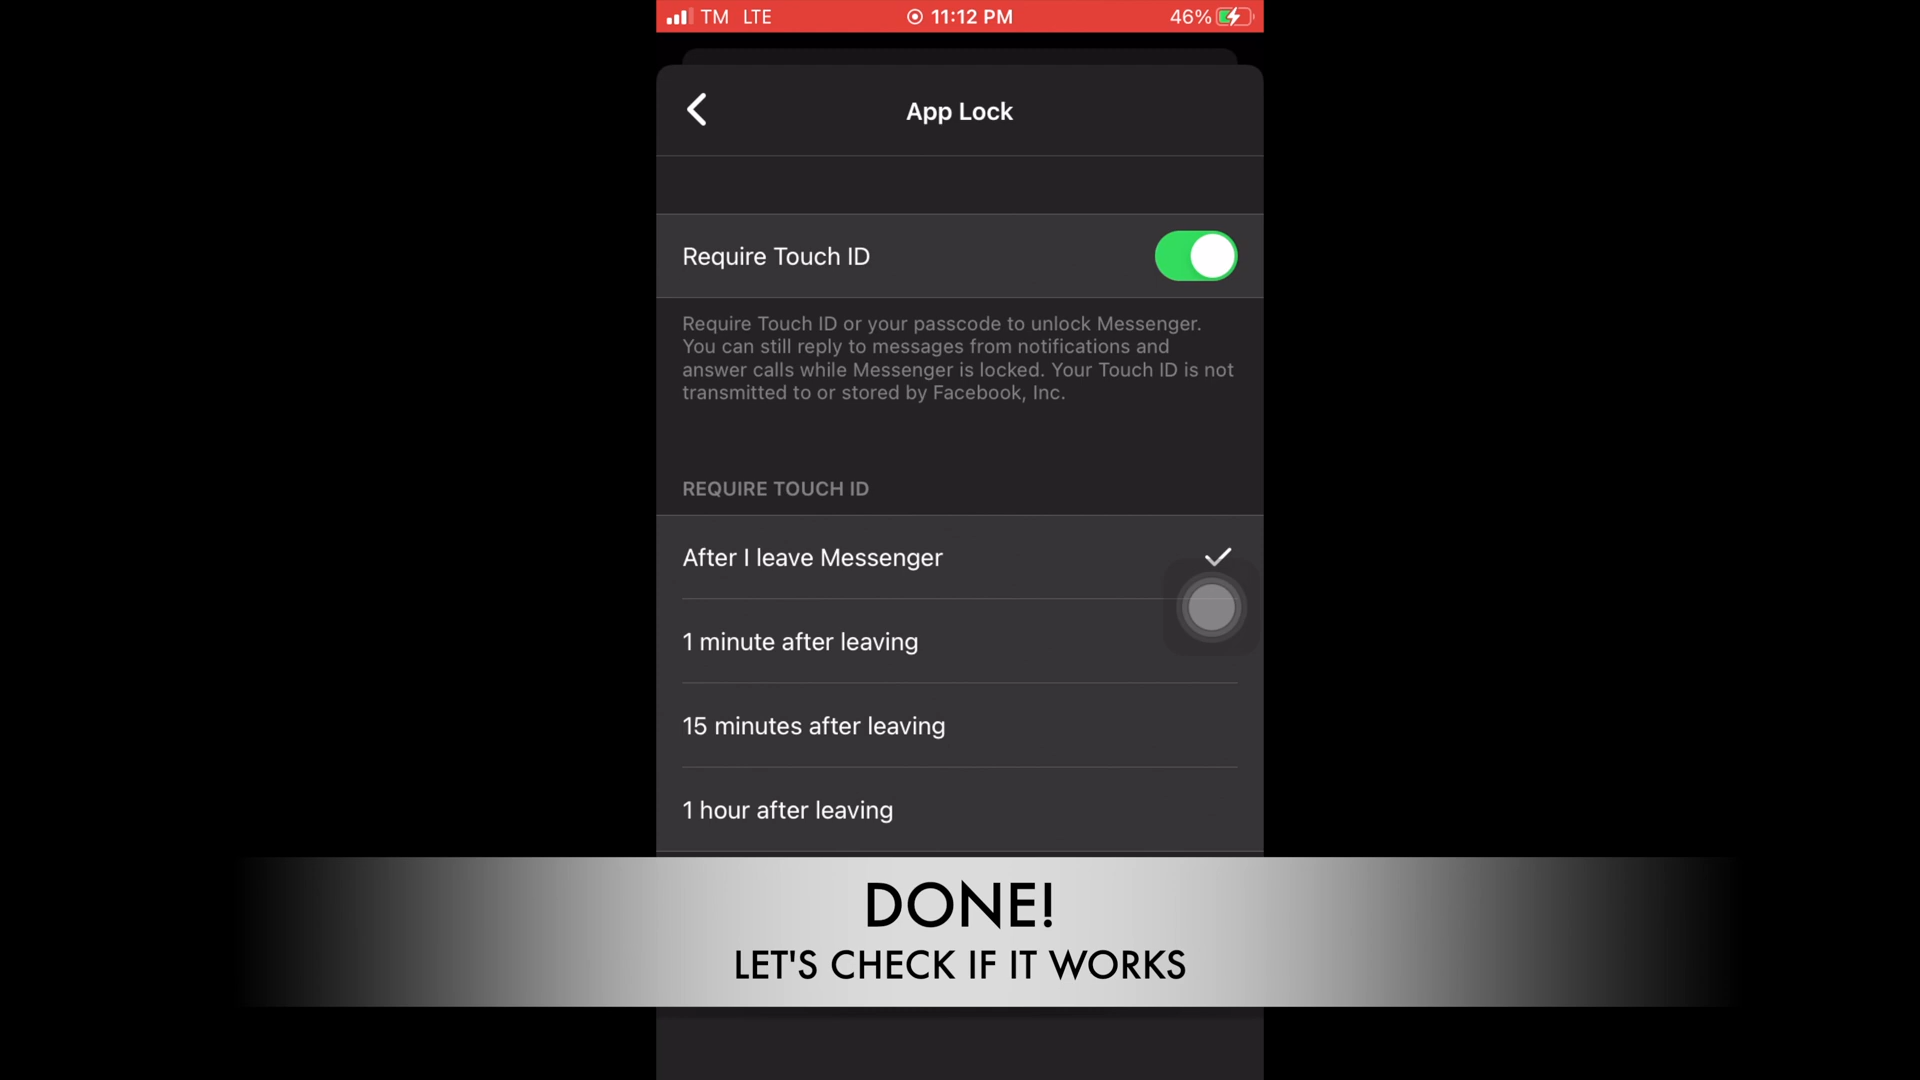 TM LTE 11:12 PM 46%
App Lock
Require Touch ID
Require Touch ID or your passcode to unlock Messenger.
You can still reply to messages from notifications and
answer calls while Messenger is locked. Your Touch ID is not
transmitted to or stored by Facebook, Inc.
REQUIRE TOUCH ID
After I leave Messenger
1 minute after leaving
15 minutes after leaving
1 hour after leaving
DONE!
LET'S CHECK IF IT WORKS